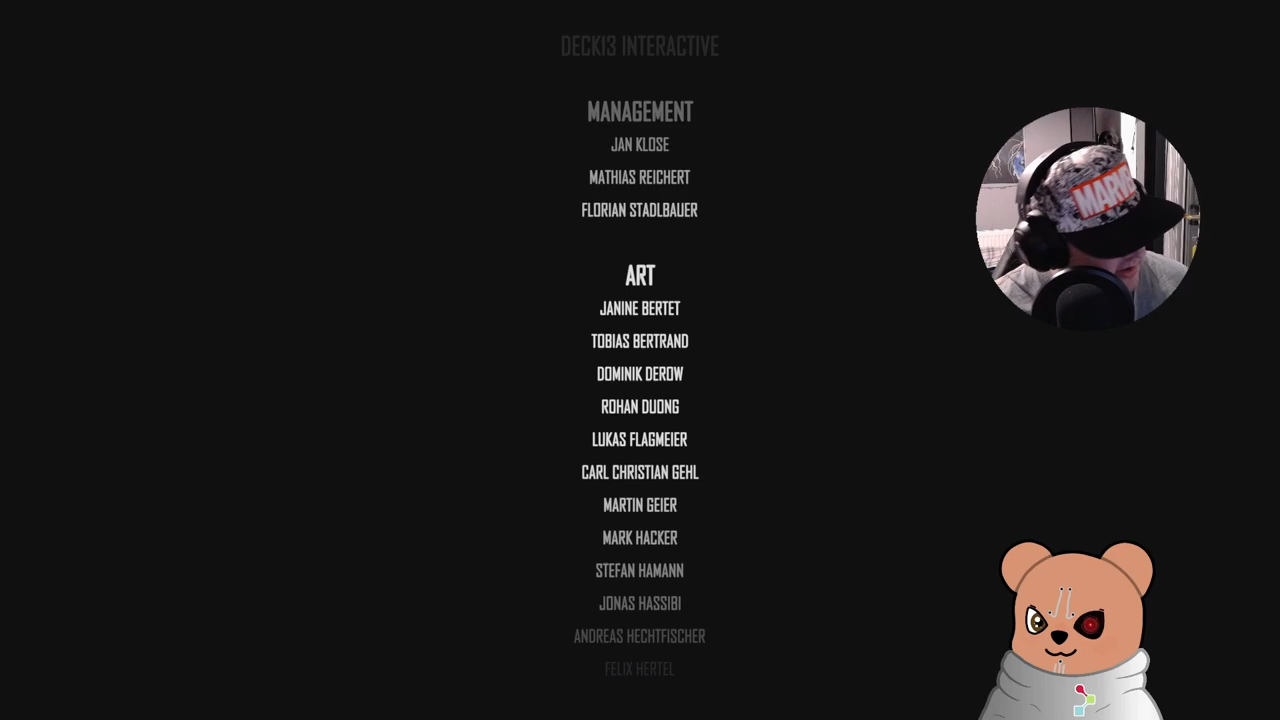 DECK13 INTERACTIVE
MANAGEMENT
JAN KLOSE
MATHIAS REICHERT
FLORIAN STADLBAUER
ART
JANINE BERTET
TOBIAS BERTRAND
DOMINIK DEROW
ROHAN DUONG
LUKAS FLAGMEIER
CARL CHRISTIAN GEHL
MARTIN GEIER
MARK HACKER
STEFAN HAMANN
JONAS HASSIBI
ANDREAS HECHTFISCHER
FELIX HERTEL
MARVEL